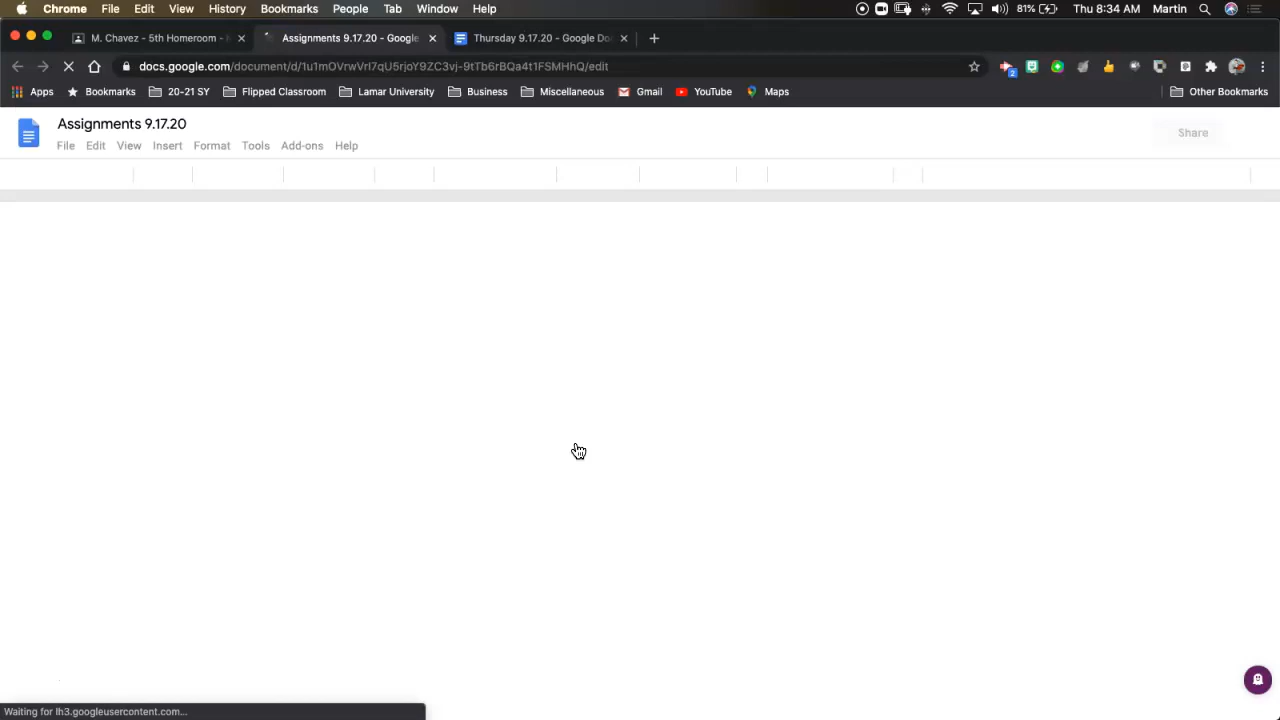 Chrome File Edit View History Bookmarks People Tab Window Help 81% Thu 8:34 AM Martin
M. Chavez - 5th Homeroom - Assignments 9.17.20 - Google Thursday 9.17.20 - Google Do
docs.google.com/document/d/1u1mOVrwVrI7qU5rjoY9ZC3vj-9tTb6rBQa4t1FSMHhQ/edit 2
Apps Bookmarks 20-21 SY Flipped Classroom Lamar University Business Miscellaneous Gmail YouTube Maps Other Bookmarks
Assignments 9.17.20
Share
File Edit View Insert Format Tools Add-ons Help
Waiting for lh3.googleusercontent.com...